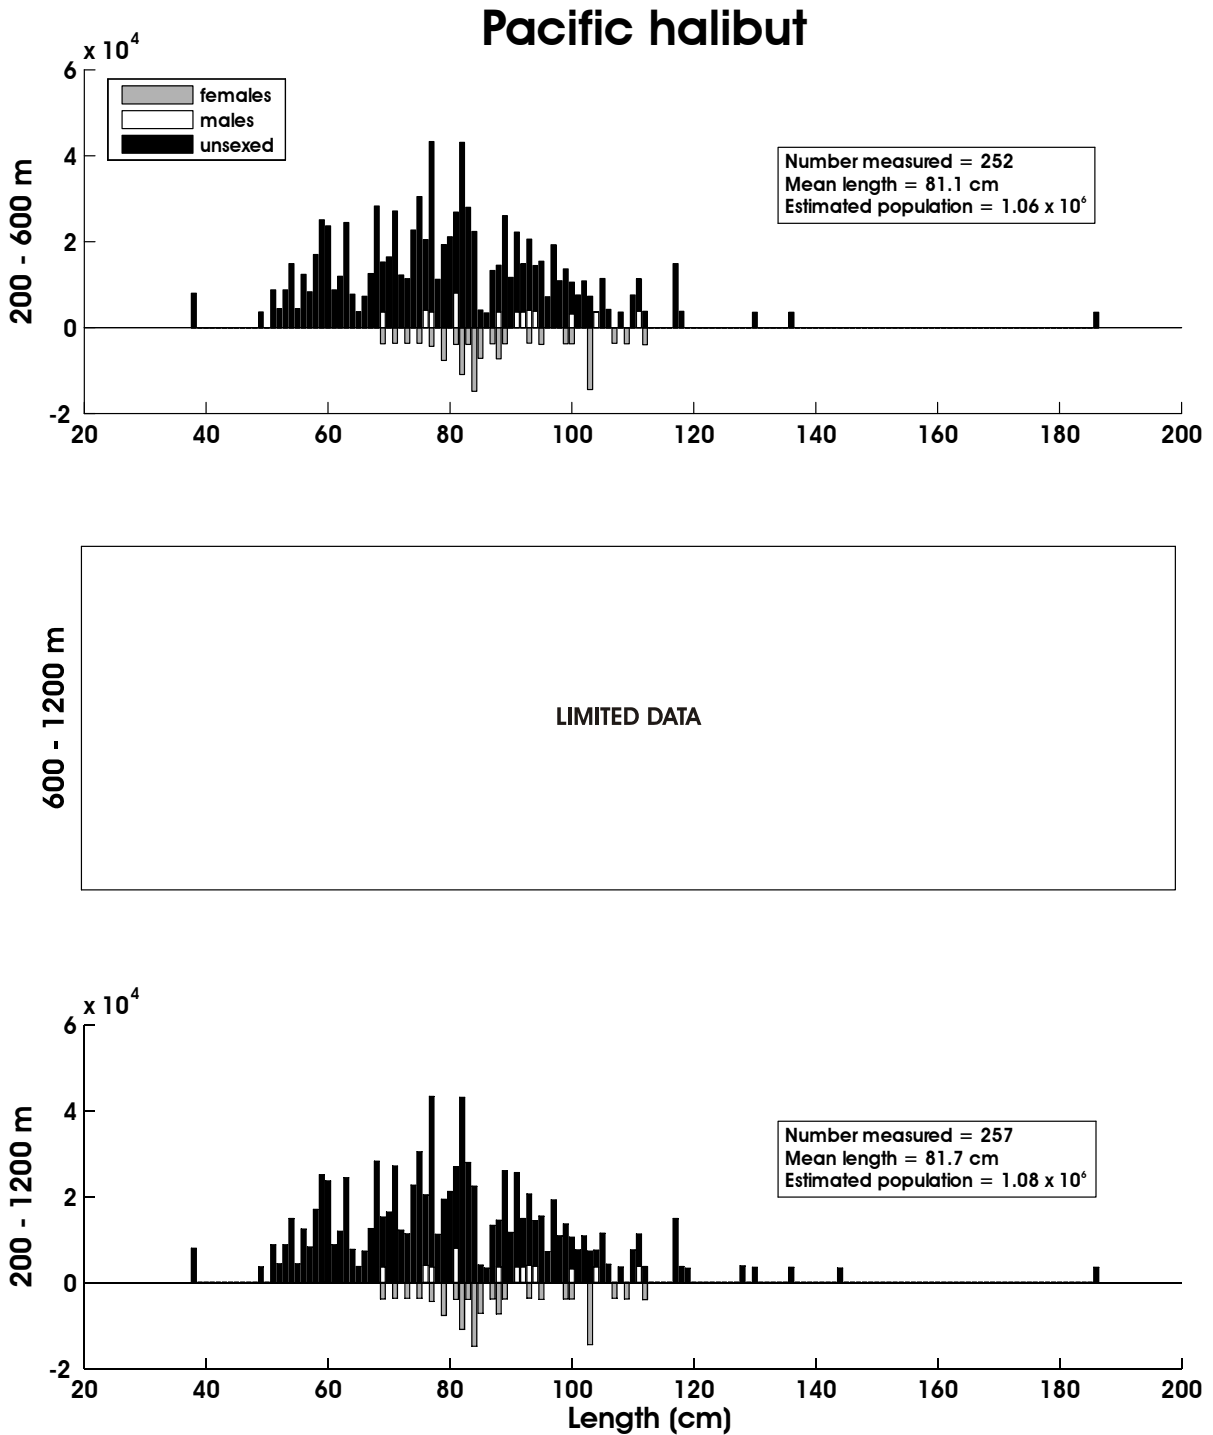 Pacific halibut
x 10^4
6
females
males
unsexed
4
Number measured = 252
Mean length = 81.1 cm
Estimated population = 1.06 x 10^6
200 - 600 m
2
0
-2
20 40 60 80 100 120 140 160 180 200
600 - 1200 m
LIMITED DATA
x 10^4
6
4
Number measured = 257
Mean length = 81.7 cm
Estimated population = 1.08 x 10^6
200 - 1200 m
2
0
-2
20 40 60 80 100 120 140 160 180 200
Length (cm)